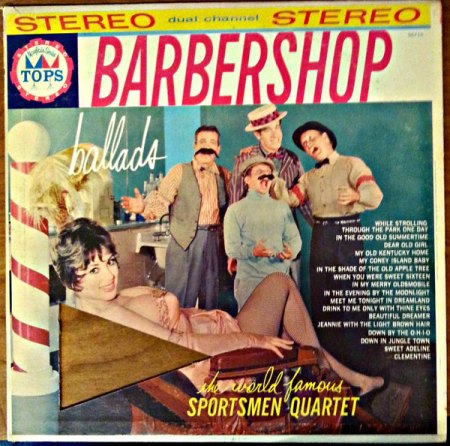 STEREO dual channel STEREO
TOPS
BARBERSHOP
ballads
WHILE STROLLING
THROUGH THE PARK ONE DAY
IN THE GOOD OLD SUMMERTIME
DEAR OLD GIRL
MY OLD KENTUCKY HOME
MY CONEY ISLAND BABY
IN THE SHADE OF THE OLD APPLE TREE
WHEN YOU WERE SWEET SIXTEEN
IN MY MERRY OLDSMOBILE
IN THE EVENING BY THE MOONLIGHT
MEET ME TONIGHT IN DREAMLAND
DRINK TO ME ONLY WITH THINE EYES
BEAUTIFUL DREAMER
JEANNIE WITH THE LIGHT BROWN HAIR
DOWN BY THE O-H-I-O
DOWN IN JUNGLE TOWN
SWEET ADELINE
CLEMENTINE
the world famous
SPORTSMEN QUARTET